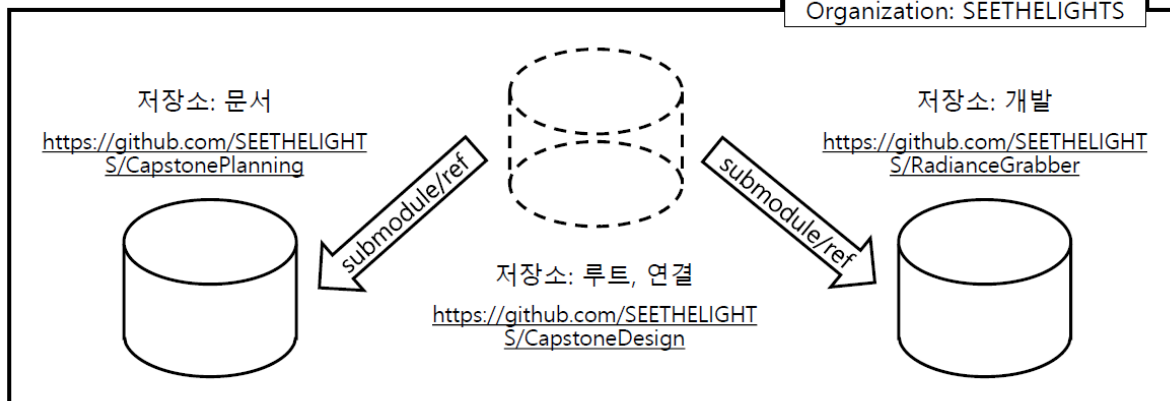 Organization: SEETHELIGHTS
저장소: 문서
https://github.com/SEETHELIGHT
S/CapstonePlanning
submodule/ref
저장소: 루트, 연결
https://github.com/SEETHELIGHT
S/CapstoneDesign
submodule/ref
저장소: 개발
https://github.com/SEETHELIGHT
S/RadianceGrabber